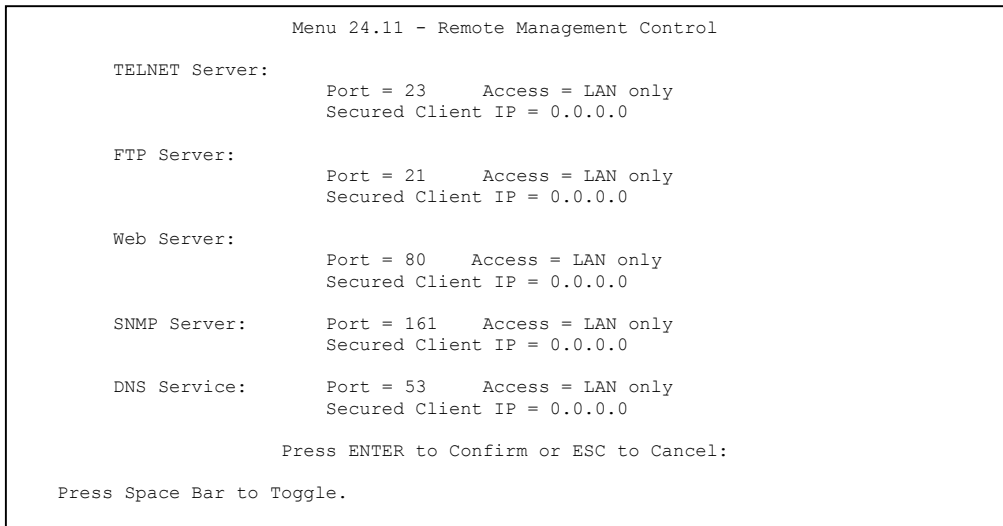 Menu 24.11 - Remote Management Control
TELNET Server:
Port = 23 Access = LAN only
Secured Client IP = 0.0.0.0
FTP Server:
Port = 21 Access = LAN only
Secured Client IP = 0.0.0.0
Web Server:
Port = 80 Access = LAN only
Secured Client IP = 0.0.0.0
SNMP Server: Port = 161 Access = LAN only
Secured Client IP = 0.0.0.0
DNS Service: Port = 53 Access = LAN only
Secured Client IP = 0.0.0.0
Press ENTER to Confirm or ESC to Cancel:
Press Space Bar to Toggle.